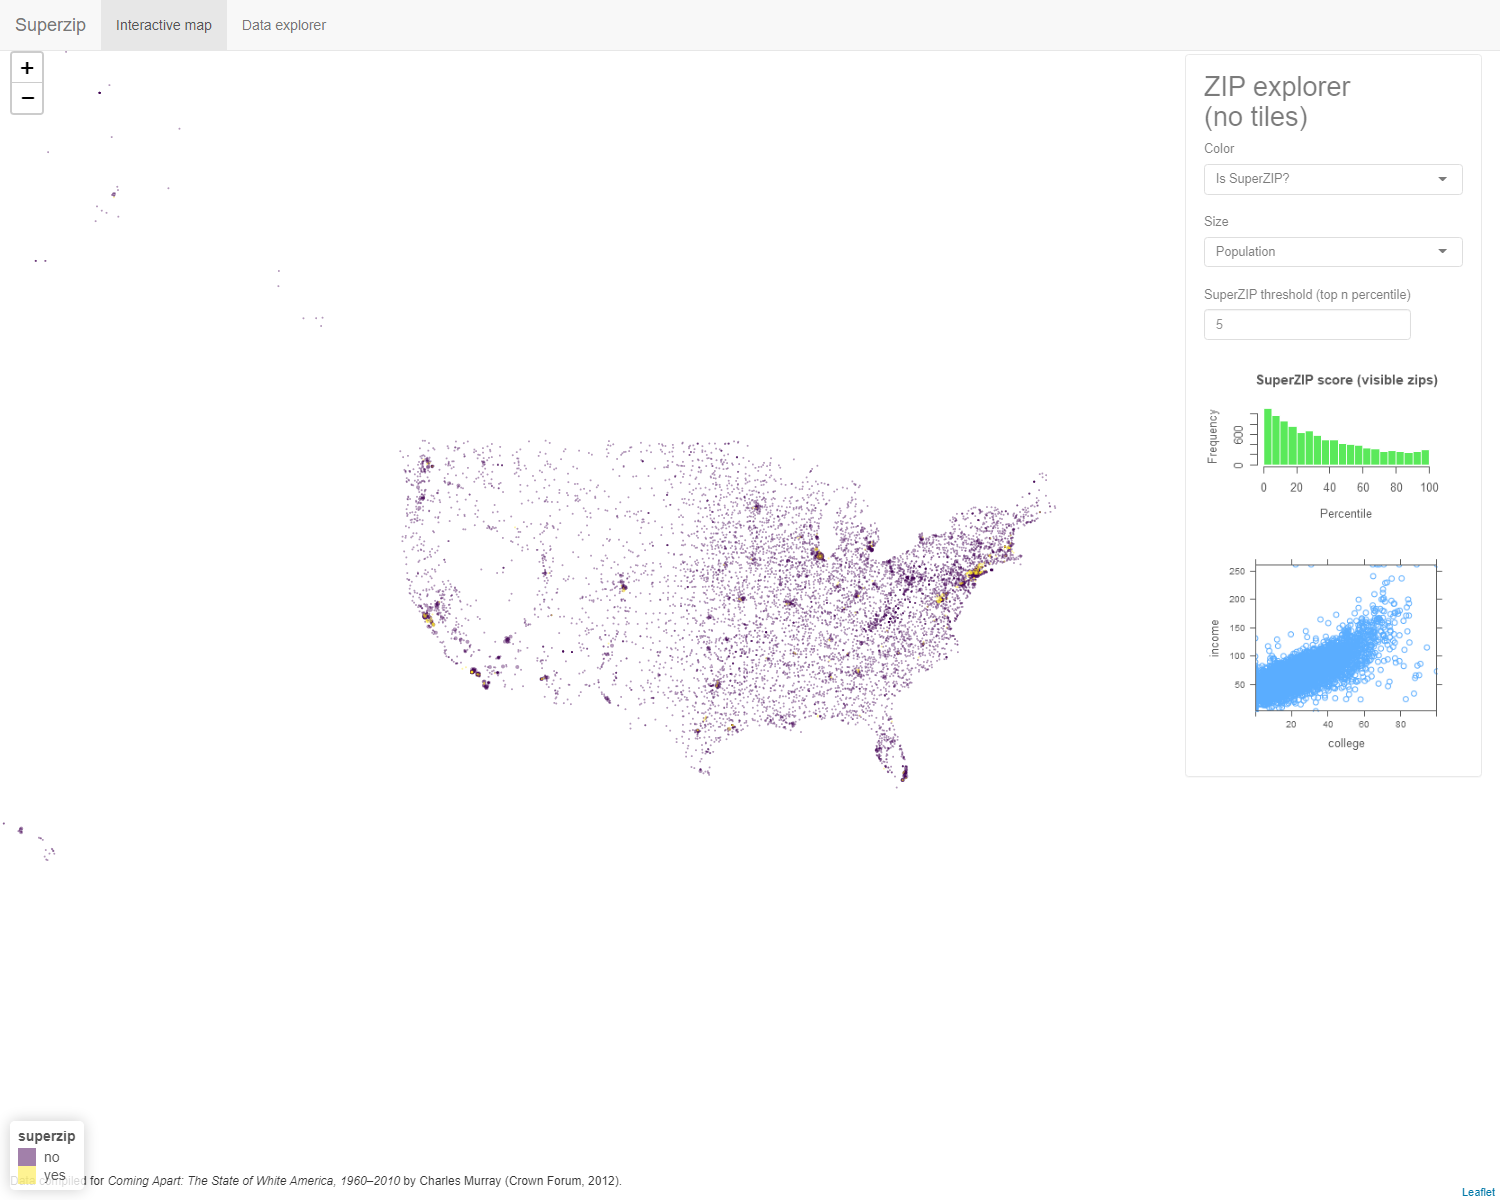 Superzip
Interactive map
Data explorer
+
−
ZIP explorer
(no tiles)
Color
Is SuperZIP?
Size
Population
SuperZIP threshold (top n percentile)
5
SuperZIP score (visible zips)
Frequency
600
0
0 20 40 60 80 100
Percentile
250
200
150
100
50
income
20 40 60 80
college
superzip
no
yes
Data compiled for Coming Apart: The State of White America, 1960–2010 by Charles Murray (Crown Forum, 2012).
Leaflet